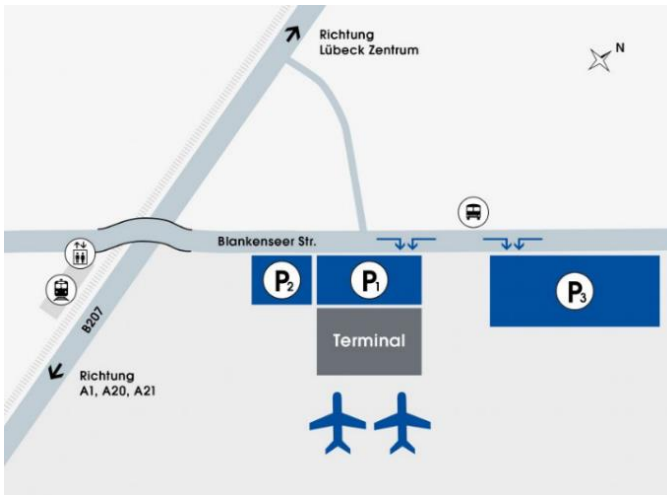 Richtung
Lübeck Zentrum
N
Blankenseer Str.
P2
P1
P3
Terminal
B207
Richtung
A1, A20, A21